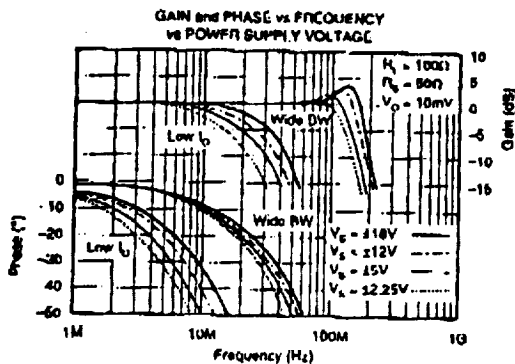 GAIN and PHASE vs FREQUENCY
vs POWER SUPPLY VOLTAGE
10
5
0
−5
−10
−15
Gain (dB)
RL = 100Ω
RS = 50Ω
VO = 10mV
Wide BW
Low IQ
0
−10
−20
−30
−40
−50
Phase (°)
Wide BW
Low IQ
VS = ±18V
VS = ±12V
VS = ±5V
VS = ±2.25V
1M
10M
100M
1G
Frequency (Hz)